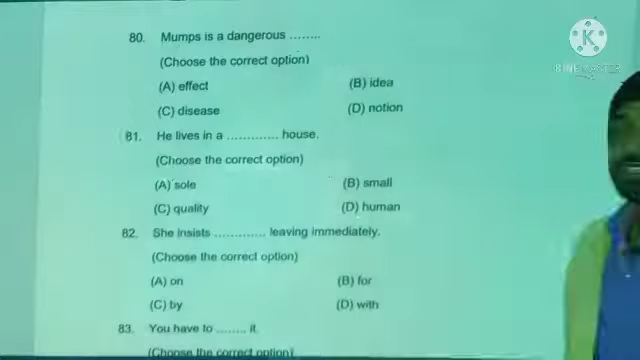 80. Mumps is a dangerous ........
(Choose the correct option)
(A) effect (B) idea
(C) disease (D) notion
81. He lives in a ............. house.
(Choose the correct option)
(A) sole (B) small
(C) quality (D) human
82. She insists ............. leaving immediately.
(Choose the correct option)
(A) on (B) for
(C) by (D) with
83. You have to ........ it.
(Choose the correct option)
K